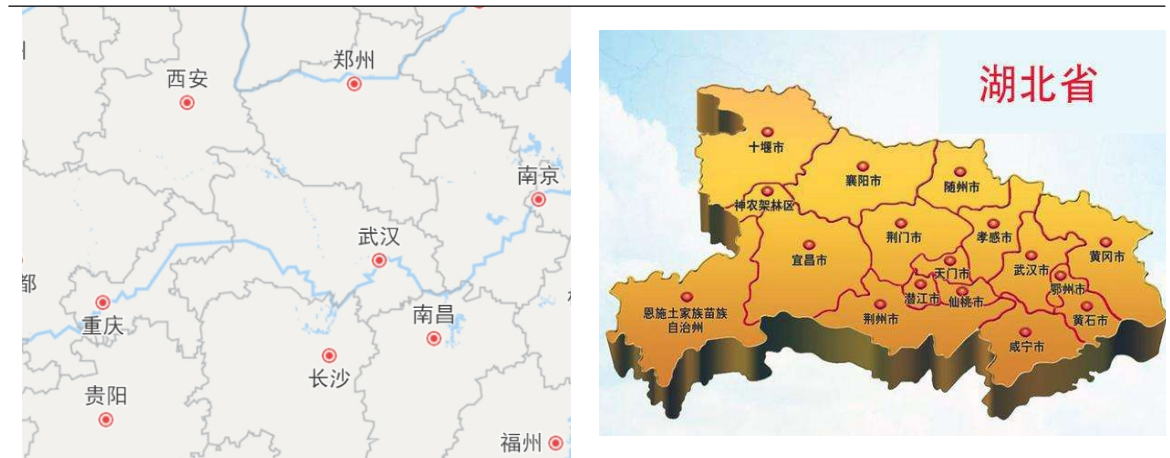 郑州
西安
南京
武汉
都
重庆
南昌
长沙
贵阳
福州
湖北省
十堰市
襄阳市
随州市
神农架林区
荆门市
孝感市
黄冈市
宜昌市
武汉市
天门市
鄂州市
潜江市
仙桃市
恩施土家族苗族
自治州
荆州市
黄石市
咸宁市